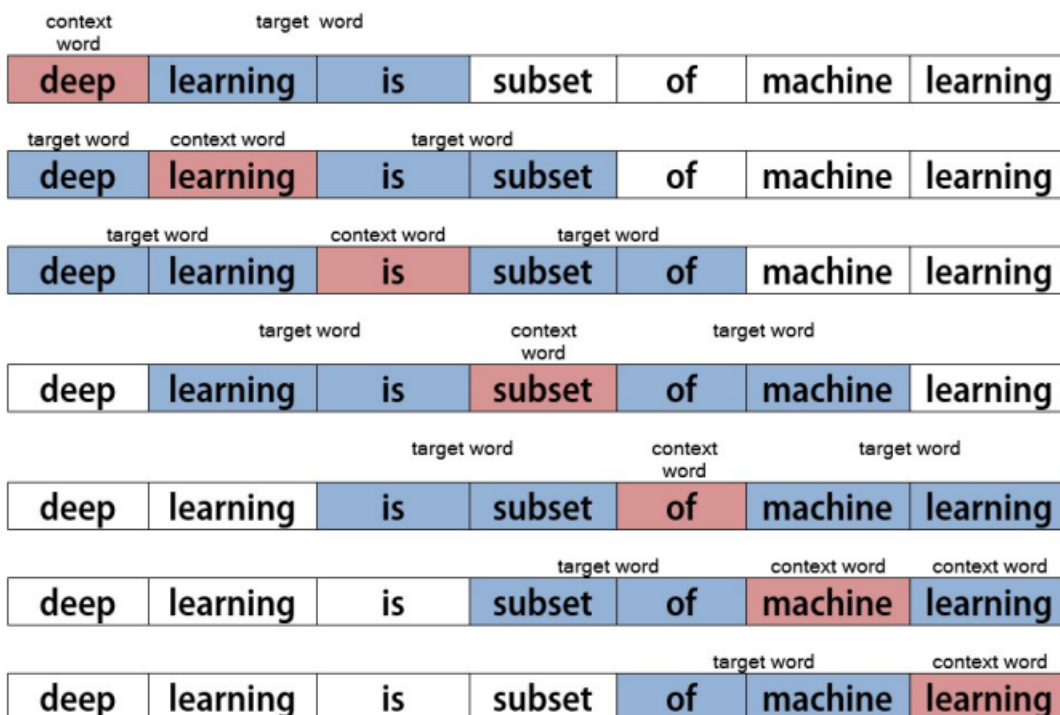 context word target word
deep learning is subset of machine learning
target word context word target word
deep learning is subset of machine learning
target word context word target word
deep learning is subset of machine learning
target word context word target word
deep learning is subset of machine learning
target word context word target word
deep learning is subset of machine learning
target word context word context word
deep learning is subset of machine learning
target word context word
deep learning is subset of machine learning